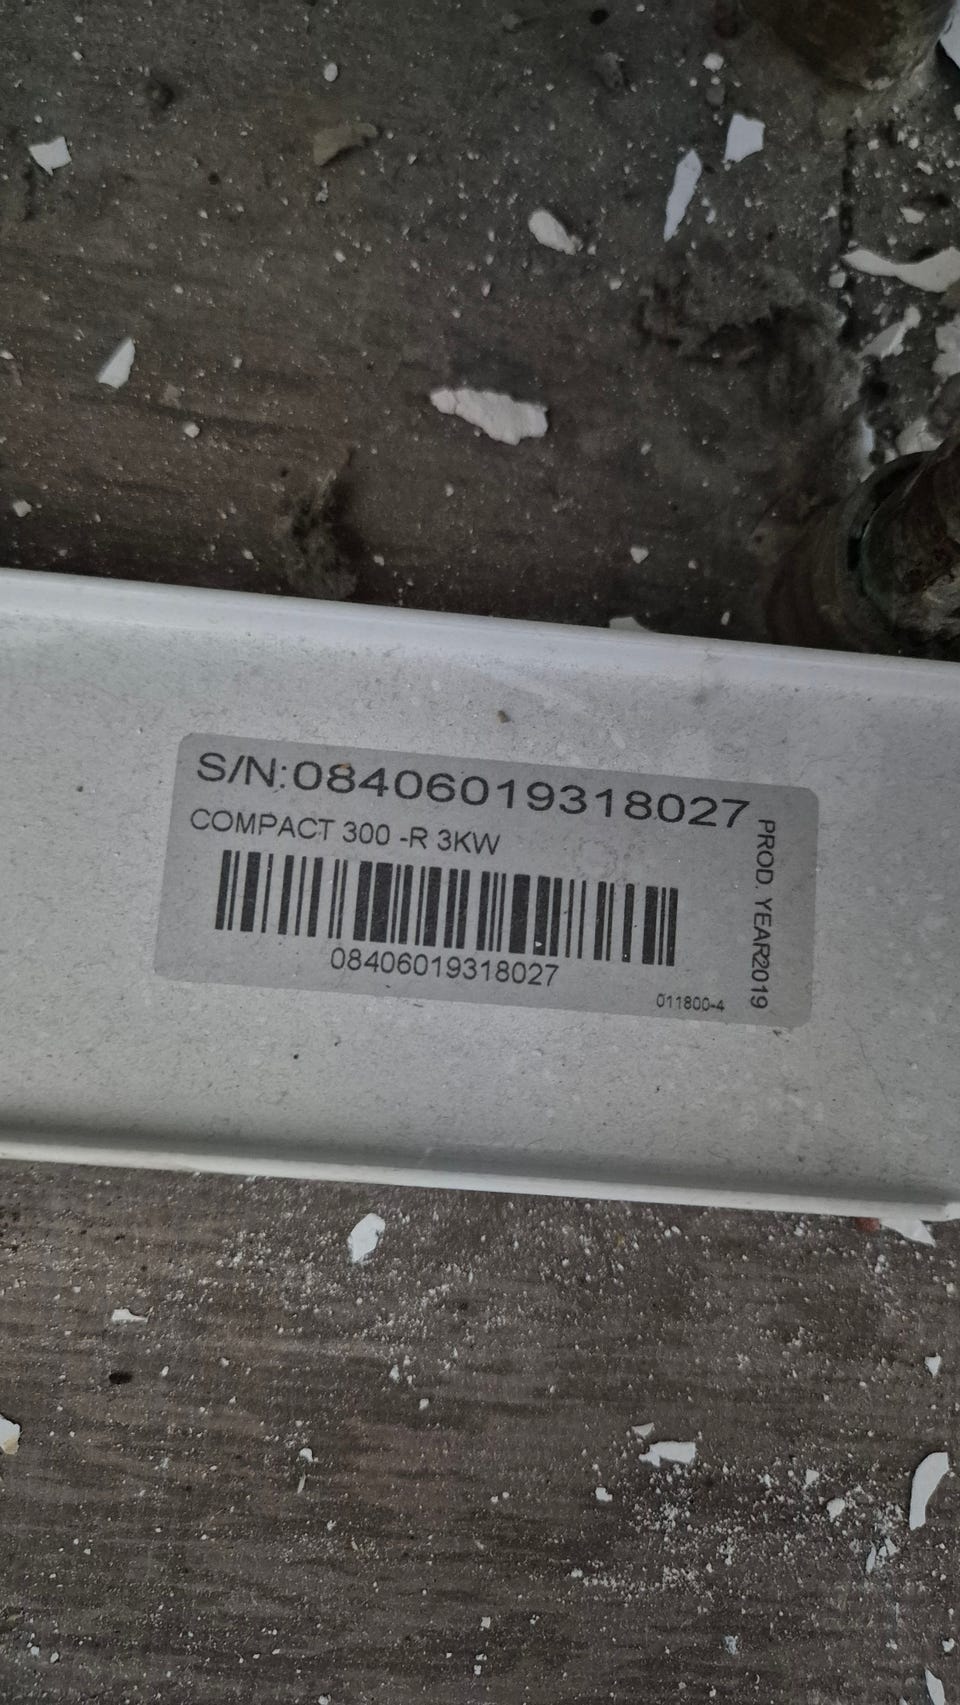 S/N:08406019318027
COMPACT 300 -R 3KW
08406019318027
011800-4
PROD. YEAR2019